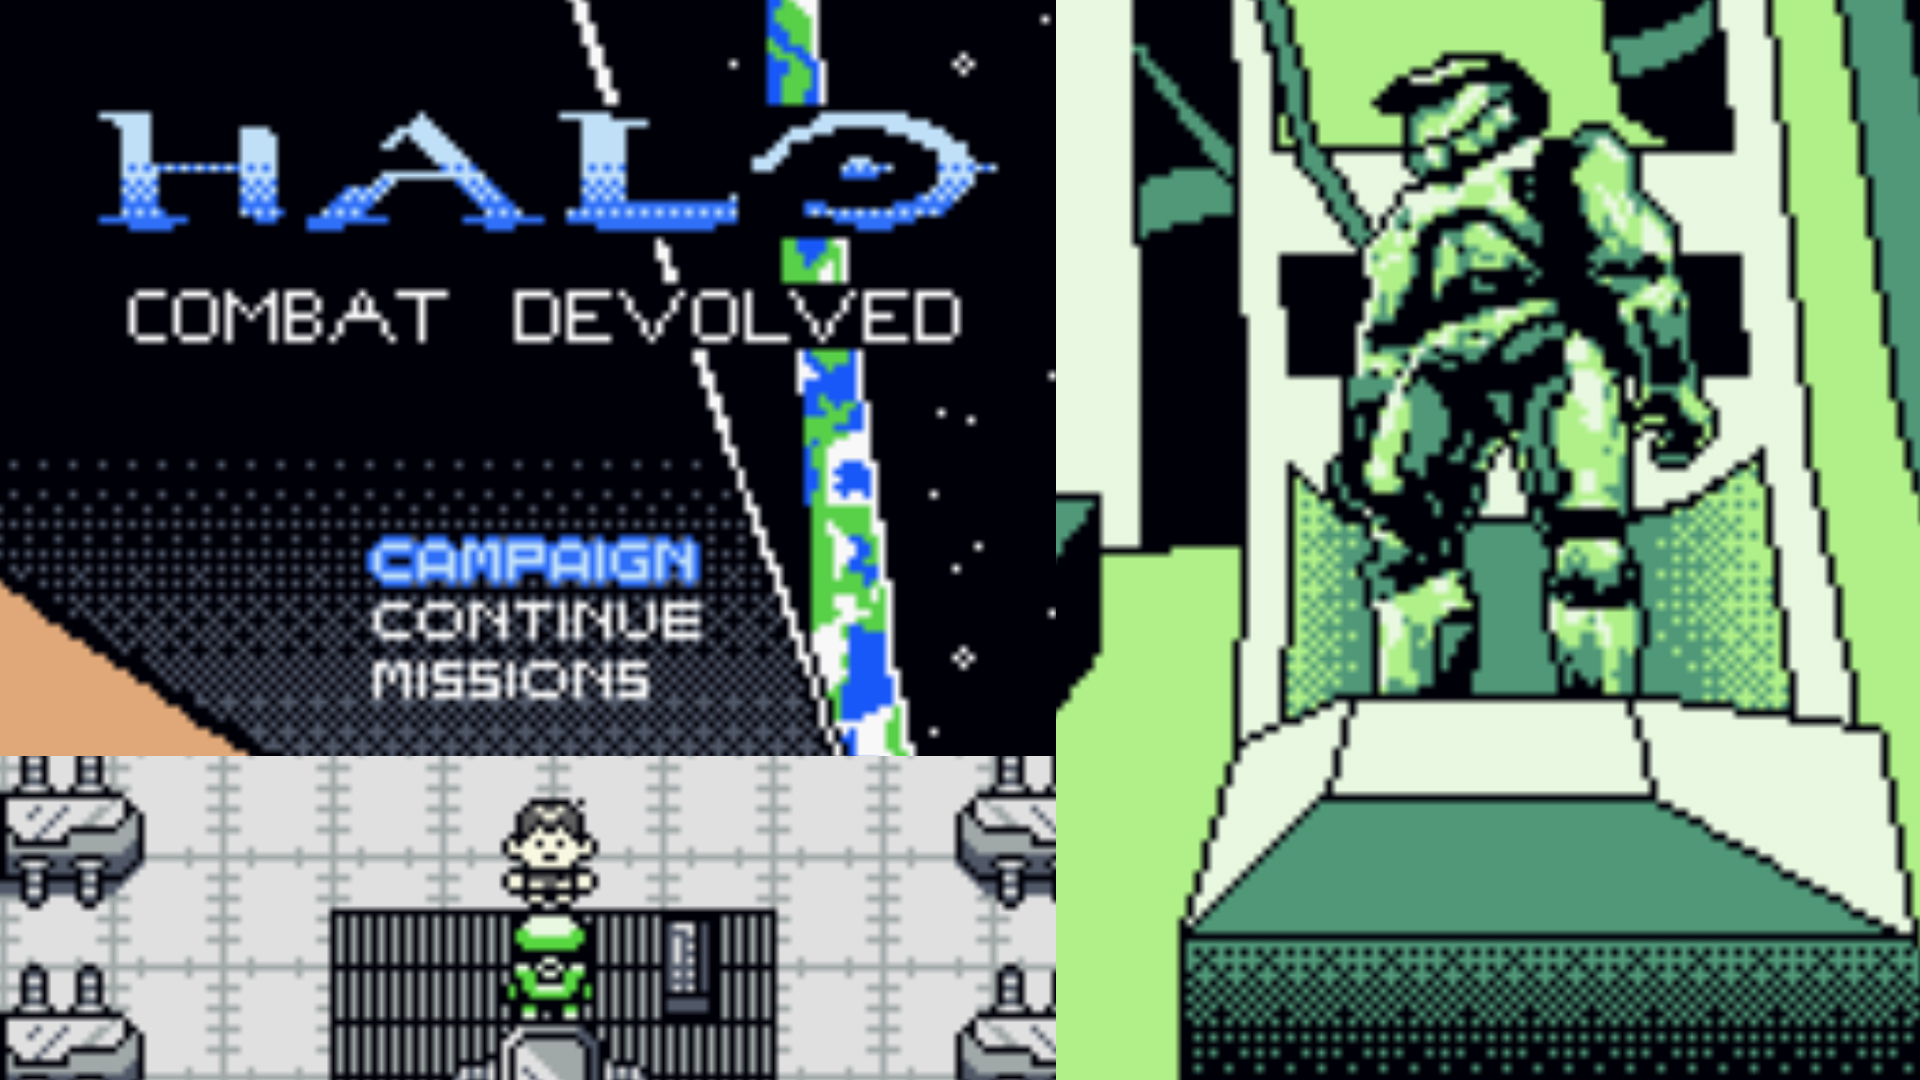 HALO
COMBAT DEVOLVED
CAMPAIGN
CONTINUE
MISSIONS